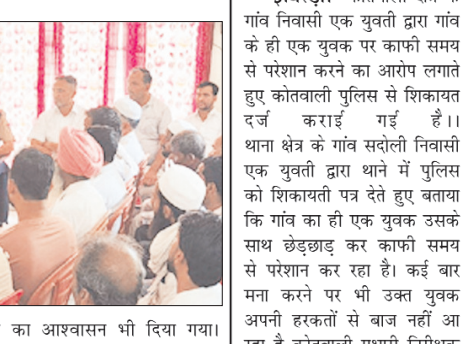 का आश्वासन भी दिया गया।
गांव निवासी एक युवती द्वारा गांव
के ही एक युवक पर काफी समय
से परेशान करने का आरोप लगाते
हुए कोतवाली पुलिस से शिकायत
दर्ज कराई गई है।।
थाना क्षेत्र के गांव सदोली निवासी
एक युवती द्वारा थाने में पुलिस
को शिकायती पत्र देते हुए बताया
कि गांव का ही एक युवक उसके
साथ छेड़छाड़ कर काफी समय
से परेशान कर रहा है। कई बार
मना करने पर भी उक्त युवक
अपनी हरकतों से बाज नहीं आ